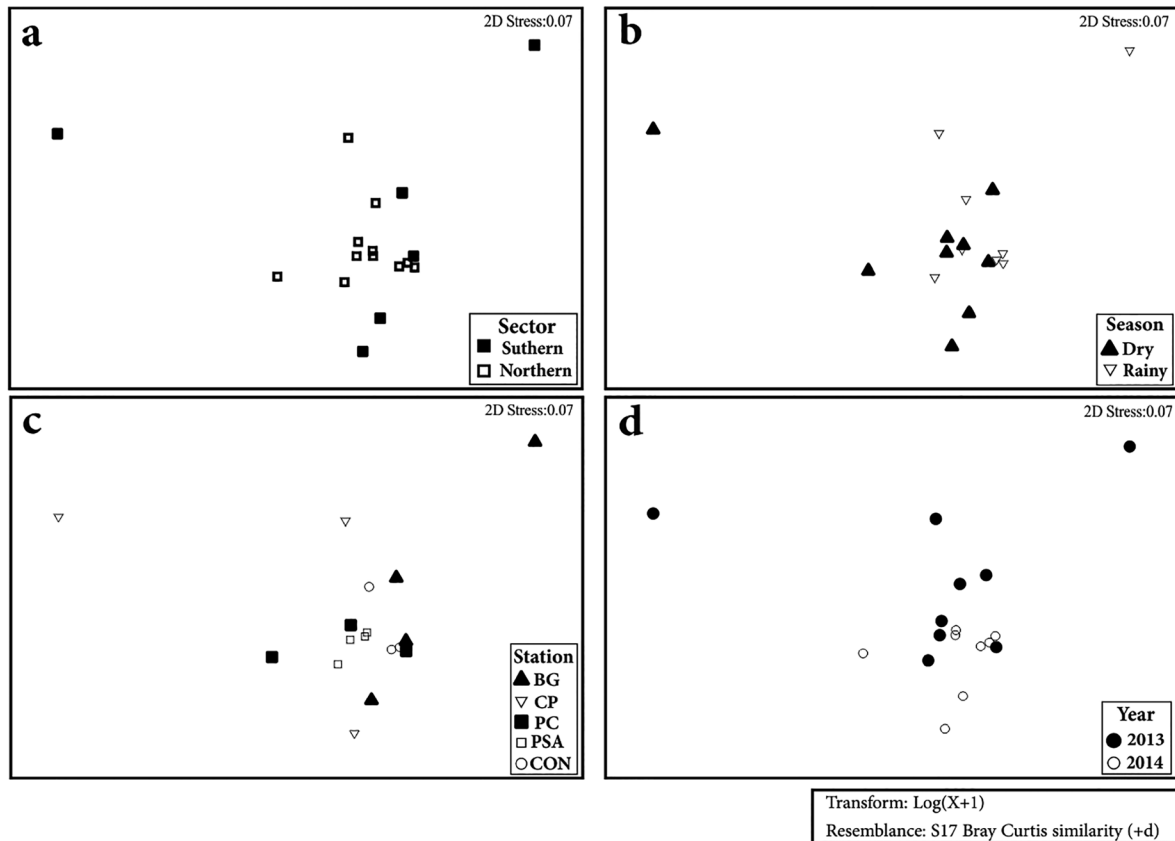 a
2D Stress:0.07
Sector
Suthern
Northern
b
2D Stress:0.07
Season
Dry
Rainy
c
2D Stress:0.07
Station
BG
CP
PC
PSA
CON
d
2D Stress:0.07
Year
2013
2014
Transform: Log(X+1)
Resemblance: S17 Bray Curtis similarity (+d)